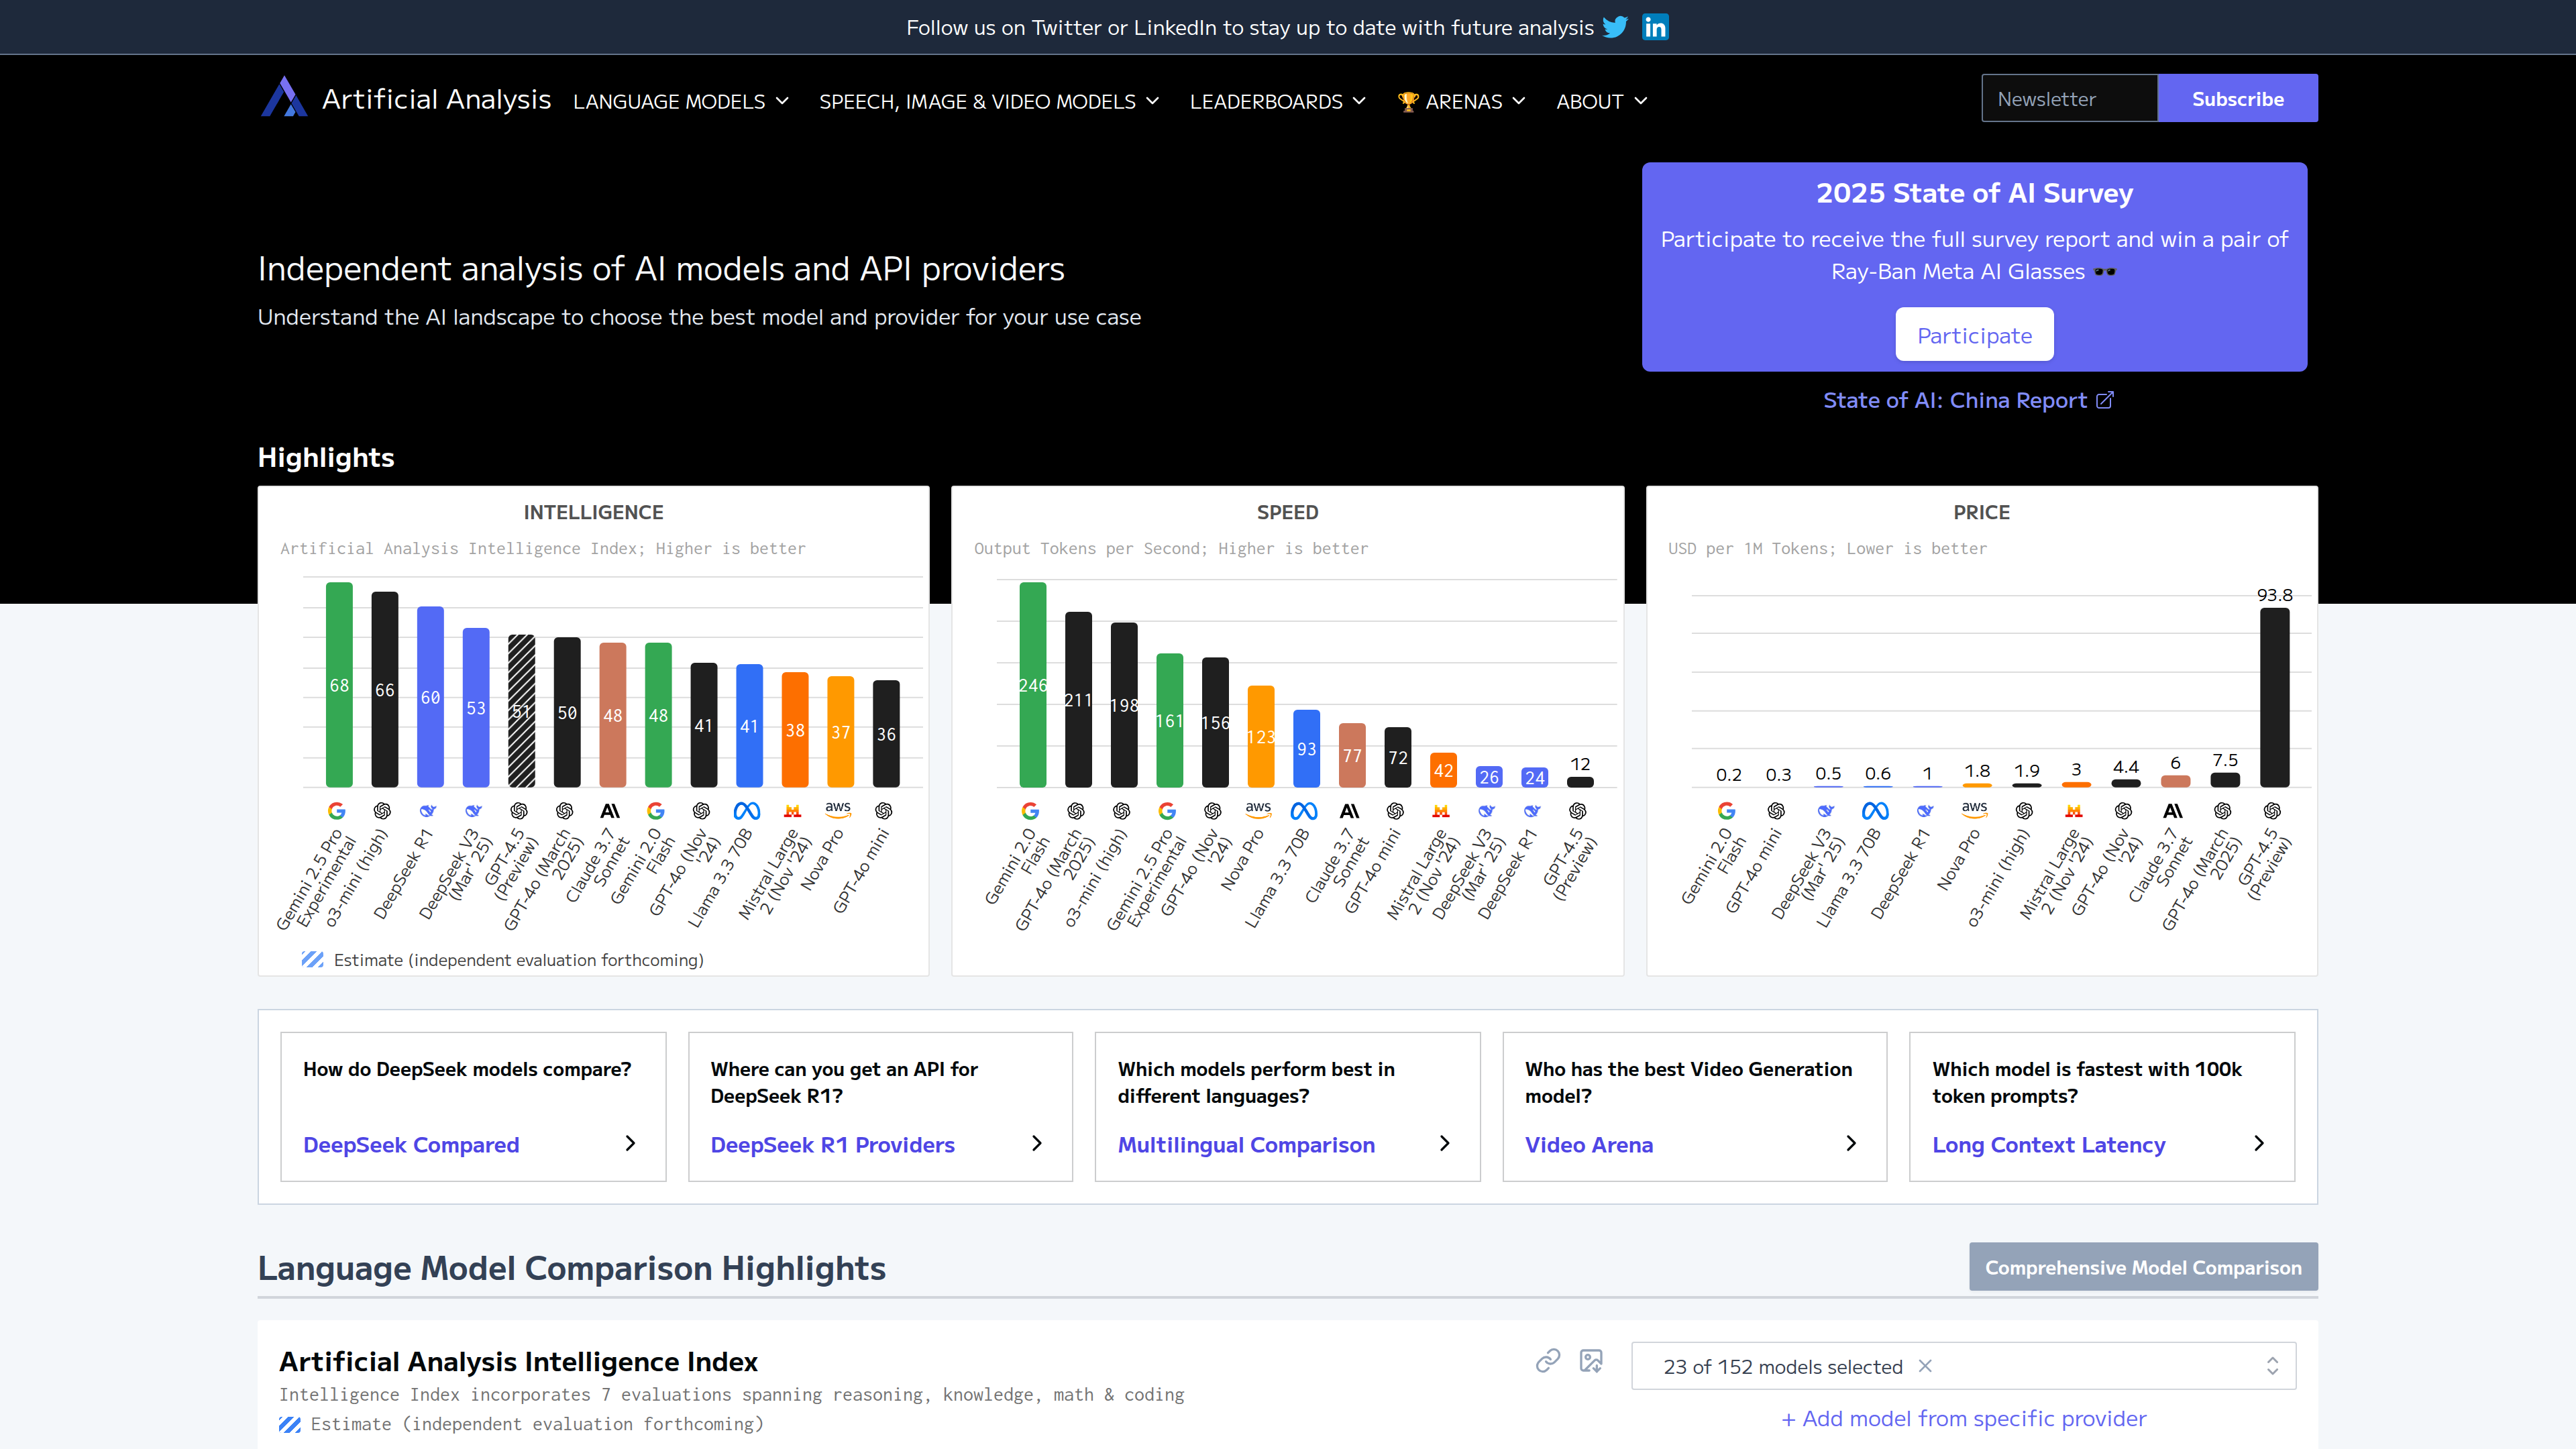 Follow us on Twitter or LinkedIn to stay up to date with future analysis
Artificial Analysis
LANGUAGE MODELS
SPEECH, IMAGE & VIDEO MODELS
LEADERBOARDS
🏆 ARENAS
ABOUT
Newsletter
Subscribe
Independent analysis of AI models and API providers
Understand the AI landscape to choose the best model and provider for your use case
2025 State of AI Survey
Participate to receive the full survey report and win a pair of
Ray-Ban Meta AI Glasses 🕶️
Participate
State of AI: China Report
Highlights
INTELLIGENCE
Artificial Analysis Intelligence Index; Higher is better
68
66
60
53
51
50
48
48
41
41
38
37
36
aws
Gemini 2.5 Pro
Experimental
o3-mini (high)
DeepSeek R1
DeepSeek V3
(Mar' 25)
GPT-4.5
(Preview)
GPT-4o (March
2025)
Claude 3.7
Sonnet
Gemini 2.0
Flash
GPT-4o (Nov
'24)
Llama 3.3 70B
Mistral Large
2 (Nov '24)
Nova Pro
GPT-4o mini
Estimate (independent evaluation forthcoming)
SPEED
Output Tokens per Second; Higher is better
246
211
198
161
156
123
93
77
72
42
26
24
12
aws
Gemini 2.0
Flash
GPT-4o (March
2025)
o3-mini (high)
Gemini 2.5 Pro
Experimental
GPT-4o (Nov
'24)
Nova Pro
Llama 3.3 70B
Claude 3.7
Sonnet
GPT-4o mini
Mistral Large
2 (Nov '24)
DeepSeek V3
(Mar' 25)
DeepSeek R1
GPT-4.5
(Preview)
PRICE
USD per 1M Tokens; Lower is better
0.2
0.3
0.5
0.6
1
1.8
1.9
3
4.4
6
7.5
93.8
aws
Gemini 2.0
Flash
GPT-4o mini
DeepSeek V3
(Mar' 25)
Llama 3.3 70B
DeepSeek R1
Nova Pro
o3-mini (high)
Mistral Large
2 (Nov '24)
GPT-4o (Nov
'24)
Claude 3.7
Sonnet
GPT-4o (March
2025)
GPT-4.5
(Preview)
How do DeepSeek models compare?
DeepSeek Compared
Where can you get an API for
DeepSeek R1?
DeepSeek R1 Providers
Which models perform best in
different languages?
Multilingual Comparison
Who has the best Video Generation
model?
Video Arena
Which model is fastest with 100k
token prompts?
Long Context Latency
Language Model Comparison Highlights
Comprehensive Model Comparison
Artificial Analysis Intelligence Index
Intelligence Index incorporates 7 evaluations spanning reasoning, knowledge, math & coding
Estimate (independent evaluation forthcoming)
23 of 152 models selected
+ Add model from specific provider